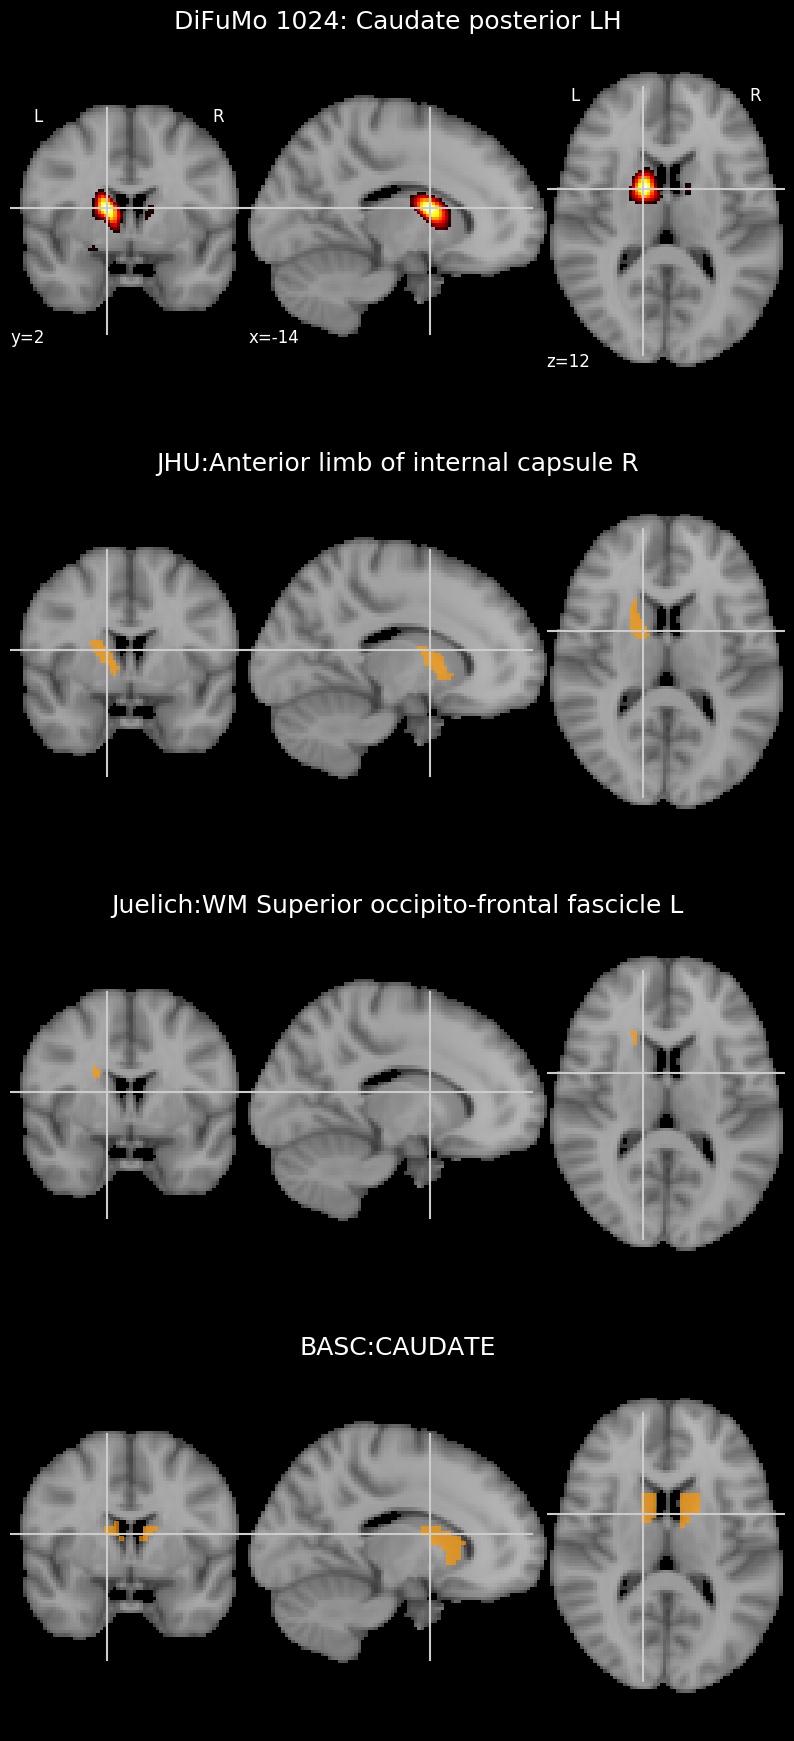 DiFuMo 1024: Caudate posterior LH
L R
L R
y=2
x=-14
z=12
JHU:Anterior limb of internal capsule R
Juelich:WM Superior occipito-frontal fascicle L
BASC:CAUDATE